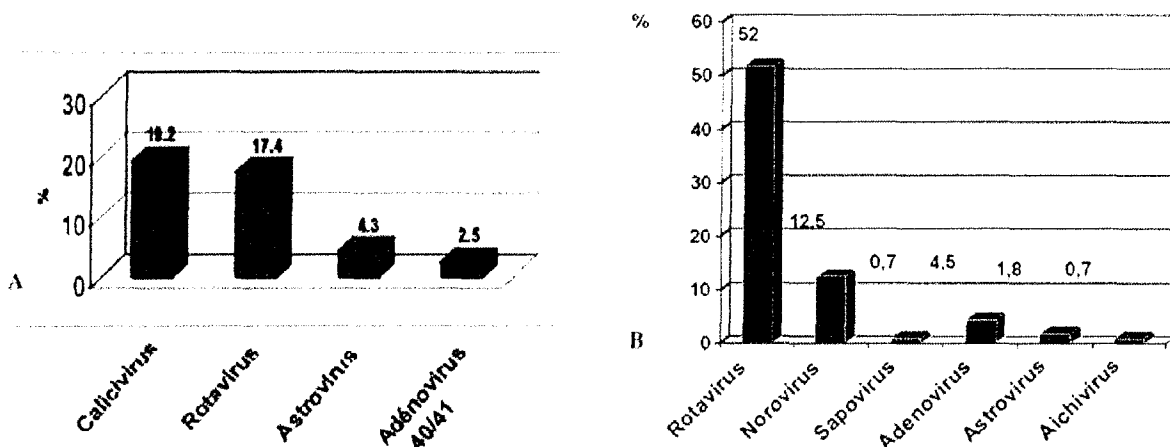 %
30
20
10
0
19.2
17.4
4.3
2.5
Calicivirus
Rotavirus
Astrovirus
Adénovirus
40/41
A
%
60
50
40
30
20
10
0
52
12,5
0,7
4,5
1,8
0,7
Rotavirus
Norovirus
Sapovirus
Adenovirus
Astrovirus
Aichivirus
B